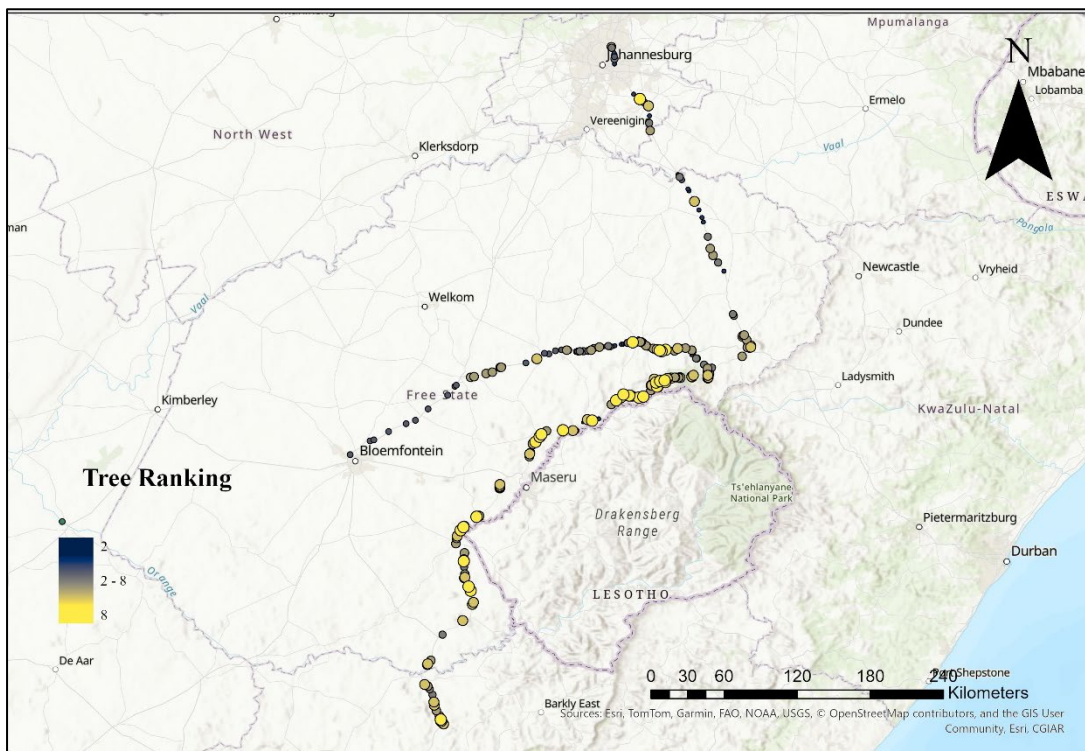 Mpumalanga
Johannesburg
N
Mbabane
Lobamba
Ermelo
North West
Vereenigin
Klerksdorp
Vaal
ESWA
Pongola
man
Newcastle
Vryheid
Vaal
Welkom
Dundee
Ladysmith
Kimberley
Free State
KwaZulu-Natal
Bloemfontein
Tree Ranking
Maseru
Ts'ehlanyane
National Park
Drakensberg
Range
Pietermaritzburg
Durban
2
2 - 8
8
Orange
LESOTHO
De Aar
Port Shepstone
0 30 60 120 180 240
Kilometers
Barkly East
Sources: Esri, TomTom, Garmin, FAO, NOAA, USGS, © OpenStreetMap contributors, and the GIS User
Community, Esri, CGIAR